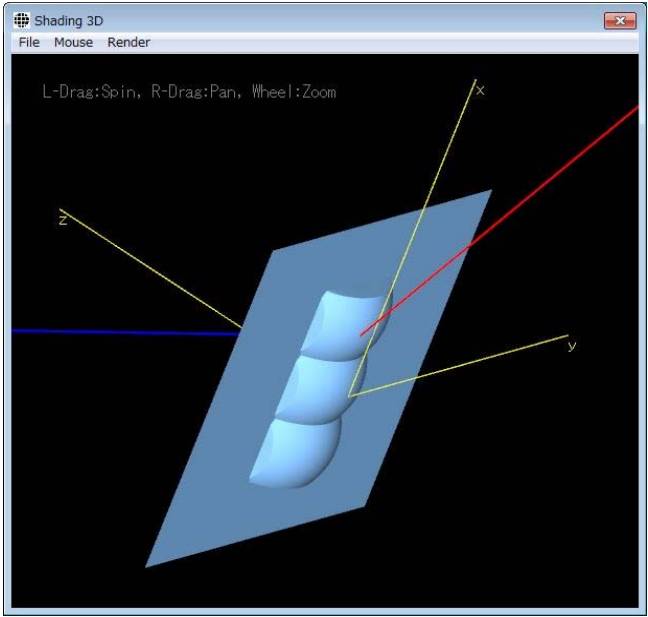 Shading 3D
File Mouse Render
L-Drag:Spin, R-Drag:Pan, Wheel:Zoom
x
z
y